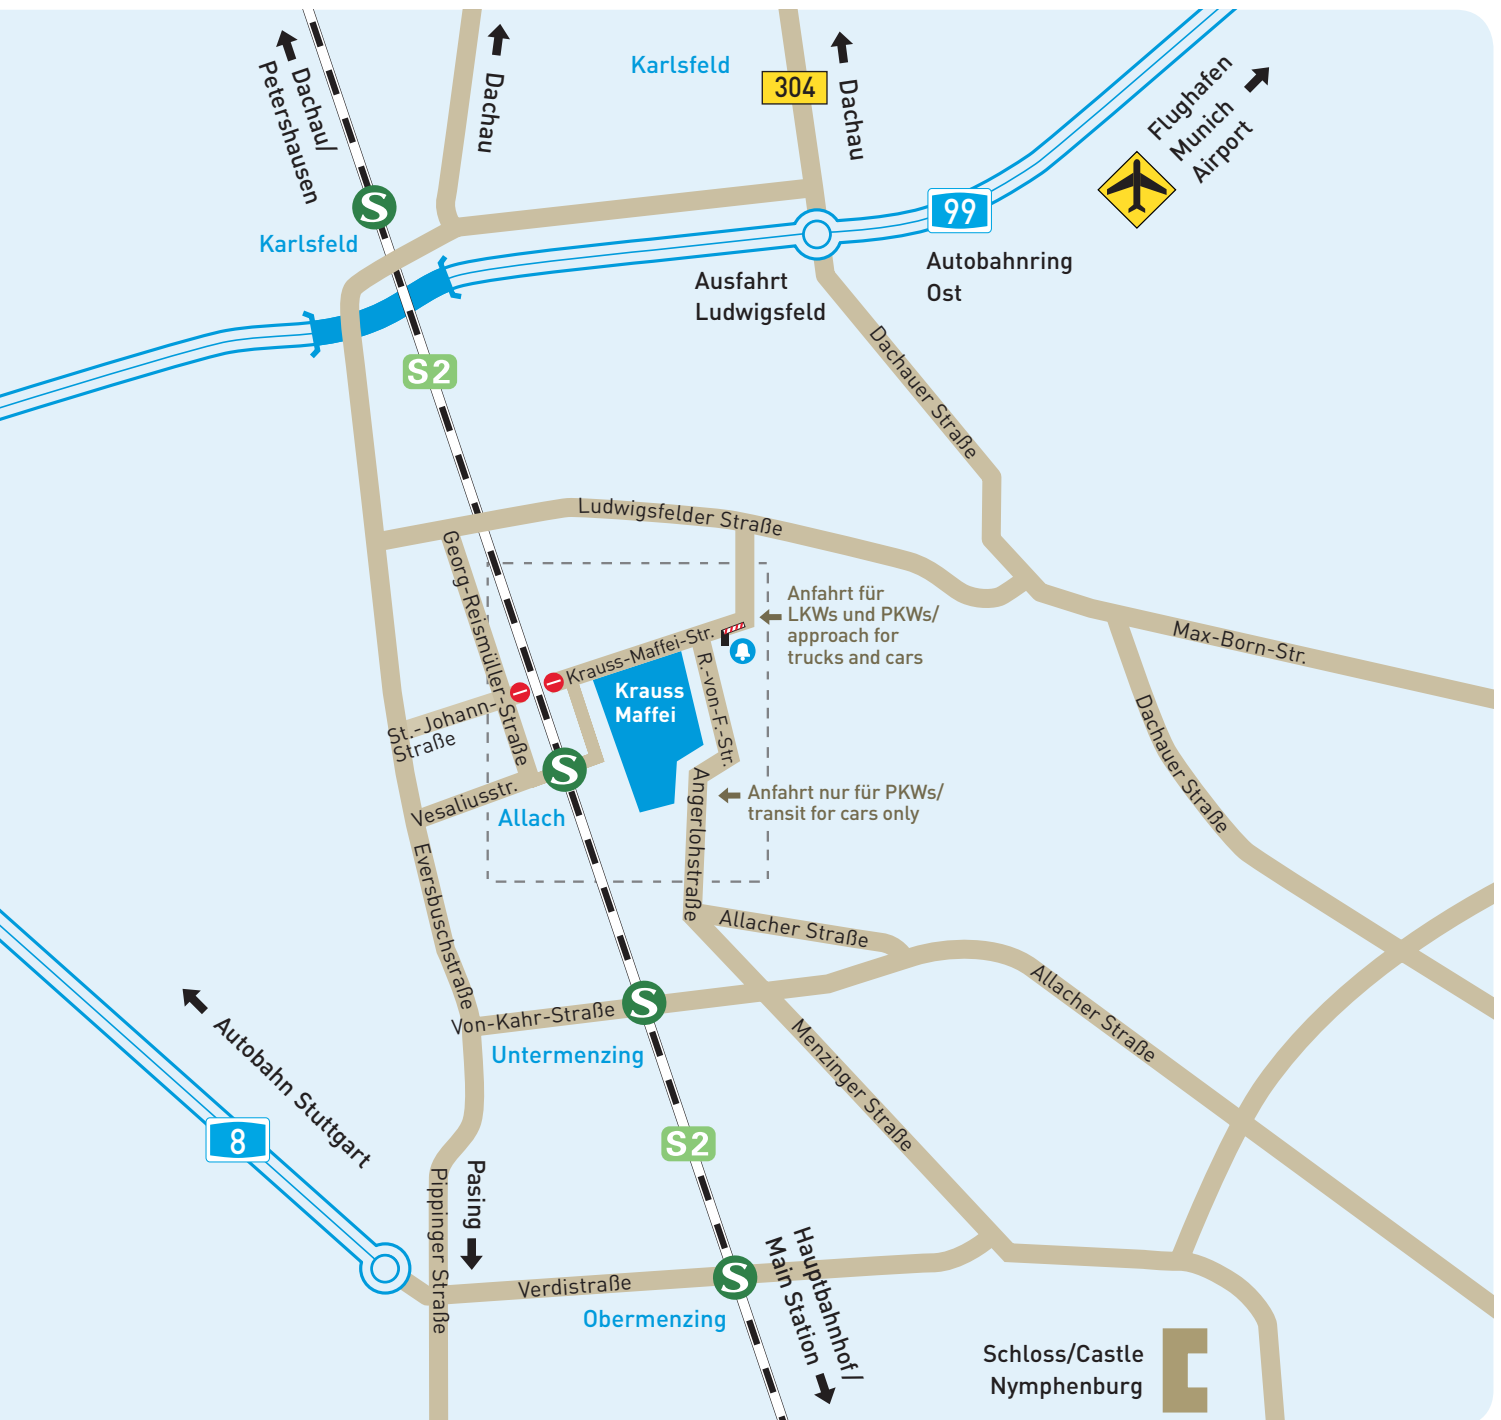 Dachau/
Petershausen
Dachau
Karlsfeld
304
Dachau
Flughafen
Munich
Airport
S
Karlsfeld
99
Autobahnring
Ost
Ausfahrt
Ludwigsfeld
S2
Dachauer Straße
Ludwigsfelder Straße
Georg-Reismüller-Straße
Anfahrt für
LKWs und PKWs/
approach for
trucks and cars
Krauss-Maffei-Str.
Max-Born-Str.
R.-von-F.-Str.
Krauss
Maffei
St.-Johann-
Straße
Dachauer Straße
S
Allach
Vesaliusstr.
Angerlohstraße
Anfahrt nur für PKWs/
transit for cars only
Eversbuschstraße
Allacher Straße
Allacher Straße
Von-Kahr-Straße
S
Untermenzing
Menzinger Straße
Autobahn Stuttgart
8
S2
Pasing
Pippinger Straße
Verdistraße
S
Obermenzing
Hauptbahnhof/
Main Station
Schloss/Castle
Nymphenburg